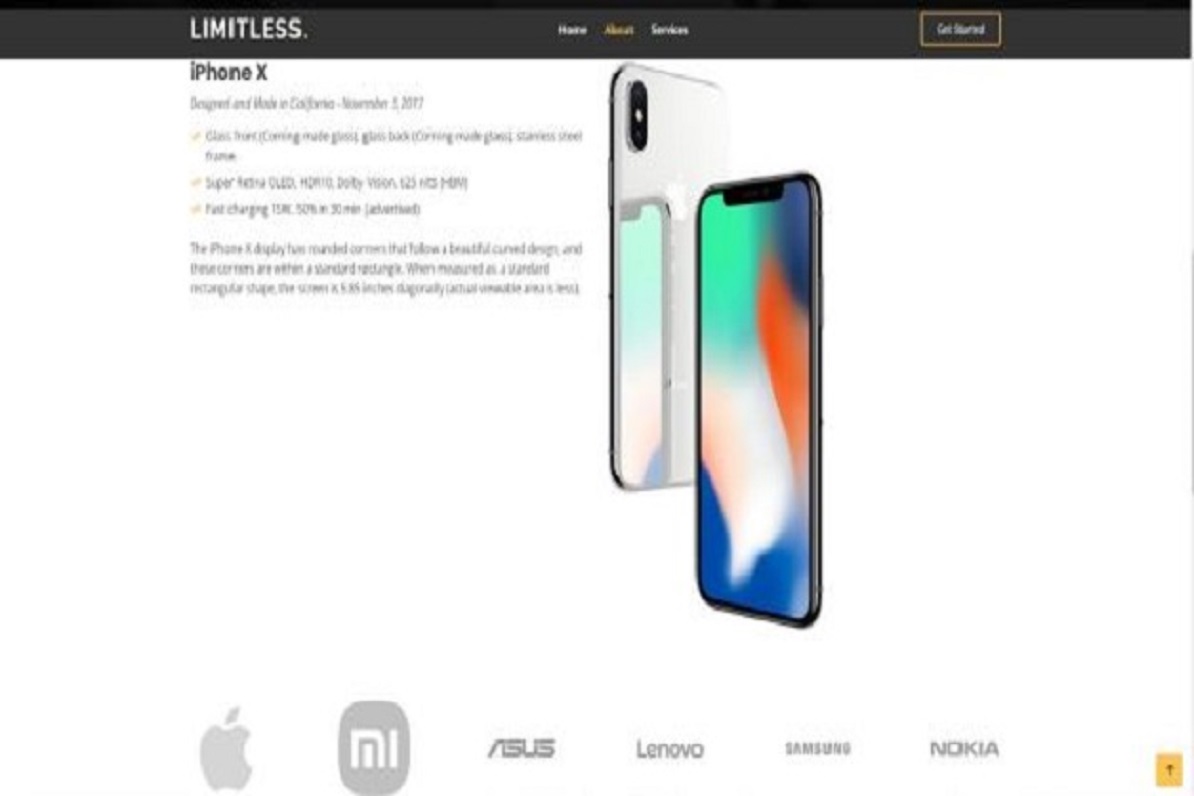 LIMITLESS.
Home About Services
Get Started
iPhone X
Designed and Made in California - November 3, 2017
Glass front (Corning-made glass), glass back (Corning-made glass), stainless steel
frame
Super Retina OLED, HDR10, Dolby Vision, 625 nits (HBM)
Fast charging 15W, 50% in 30 min (advertised)
The iPhone X display has rounded corners that follow a beautiful curved design, and
these corners are within a standard rectangle. When measured as a standard
rectangular shape, the screen is 5.85 inches diagonally (actual viewable area is less).
mi
ASUS
Lenovo
SAMSUNG
NOKIA